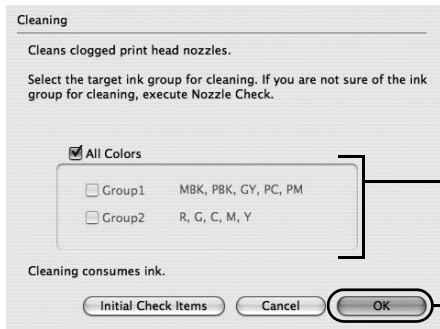 Cleaning
Cleans clogged print head nozzles.
Select the target ink group for cleaning. If you are not sure of the ink
group for cleaning, execute Nozzle Check.
All Colors
Group1 MBK, PBK, GY, PC, PM
Group2 R, G, C, M, Y
Cleaning consumes ink.
Initial Check Items Cancel OK